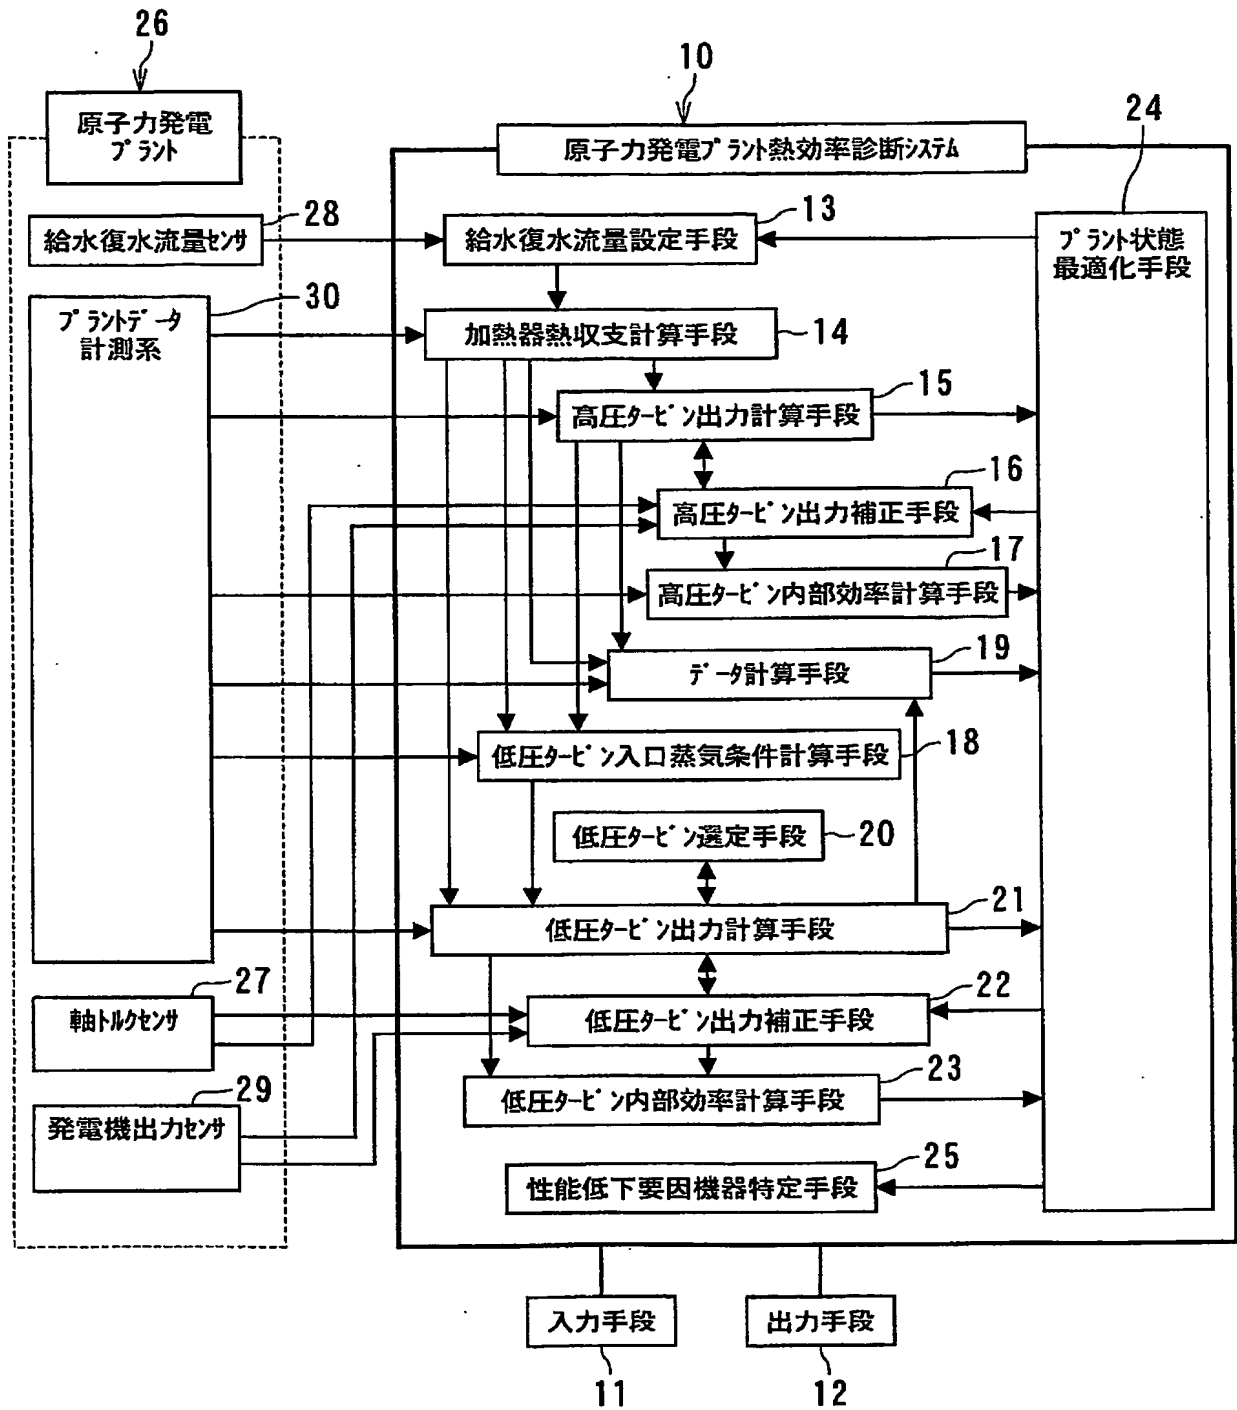 26
原子力発電
プラント
10
原子力発電プラント熱効率診断システム
24
プラント状態
最適化手段
28
給水復水流量センサ
13
給水復水流量設定手段
30
プラントデータ
計測系
14
加熱器熱収支計算手段
15
高圧タービン出力計算手段
16
高圧タービン出力補正手段
17
高圧タービン内部効率計算手段
19
データ計算手段
18
低圧タービン入口蒸気条件計算手段
20
低圧タービン選定手段
21
低圧タービン出力計算手段
27
軸トルクセンサ
22
低圧タービン出力補正手段
29
発電機出力センサ
23
低圧タービン内部効率計算手段
25
性能低下要因機器特定手段
入力手段
出力手段
11
12